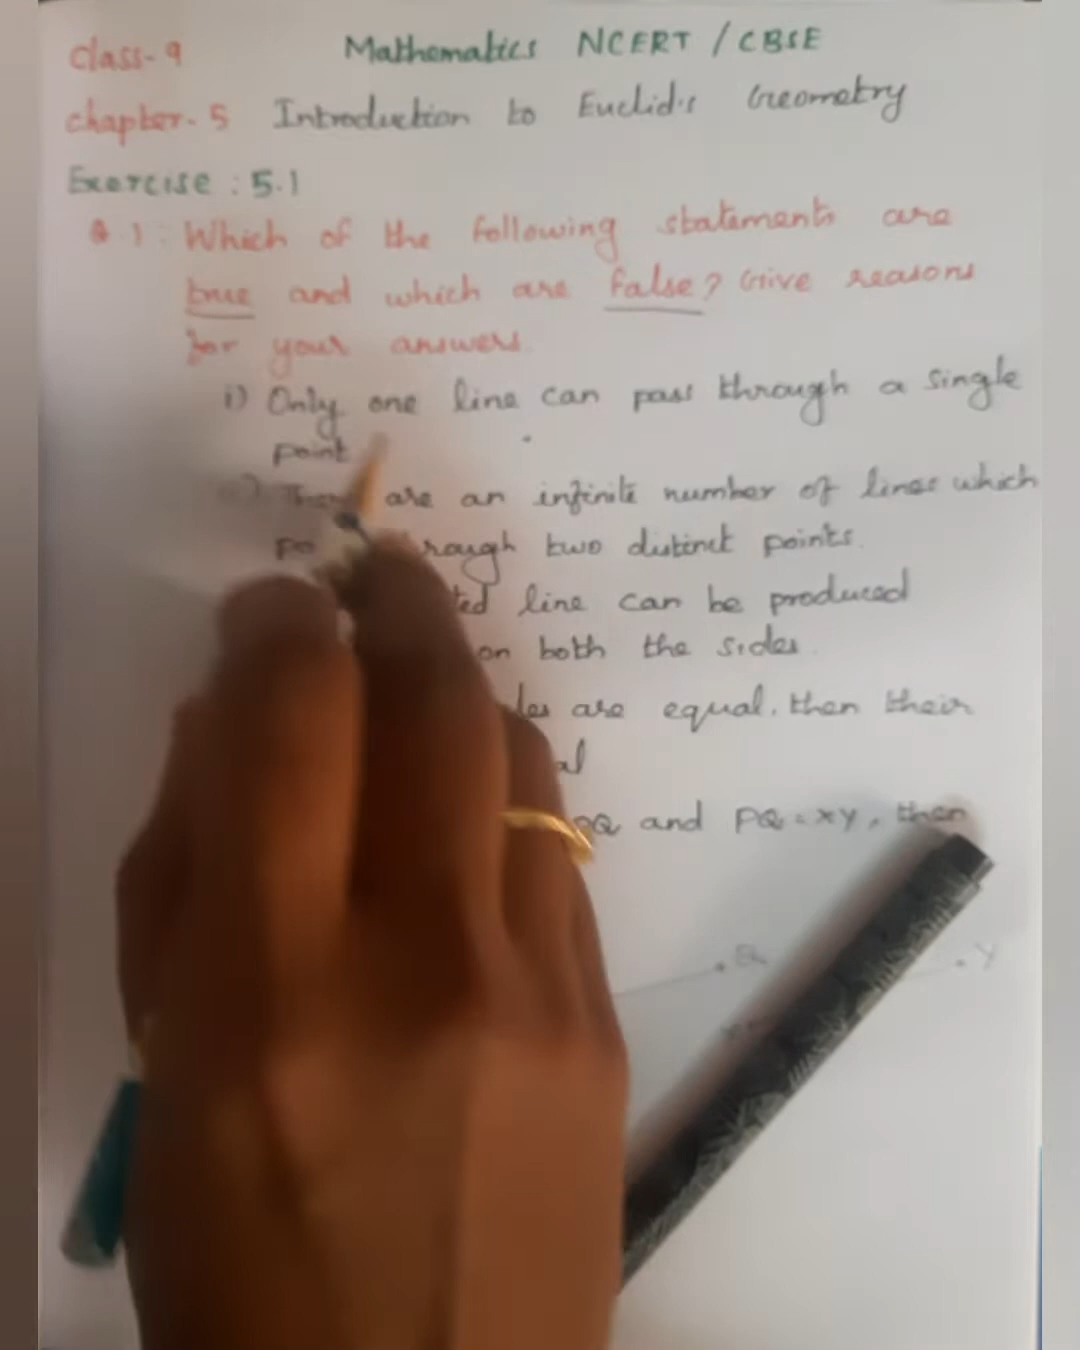 Class-9 Mathematics NCERT / CBSE
Chapter-5 Introduction to Euclid's Geometry
Exercise : 5.1
Q.1: Which of the following statements are
true and which are false? Give reasons
for your answers.
i) Only one line can pass through a single
point
are an infinite number of lines which
through two distinct points.
line can be produced
on both the sides.
are equal, then their
PQ and PQ = XY, then
Q
Y